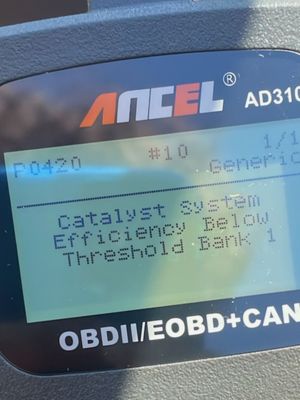 ANCEL® AD310
P0420 #10 1/1
Generic
Catalyst System
Efficiency Below
Threshold Bank 1
OBDII/EOBD+CAN